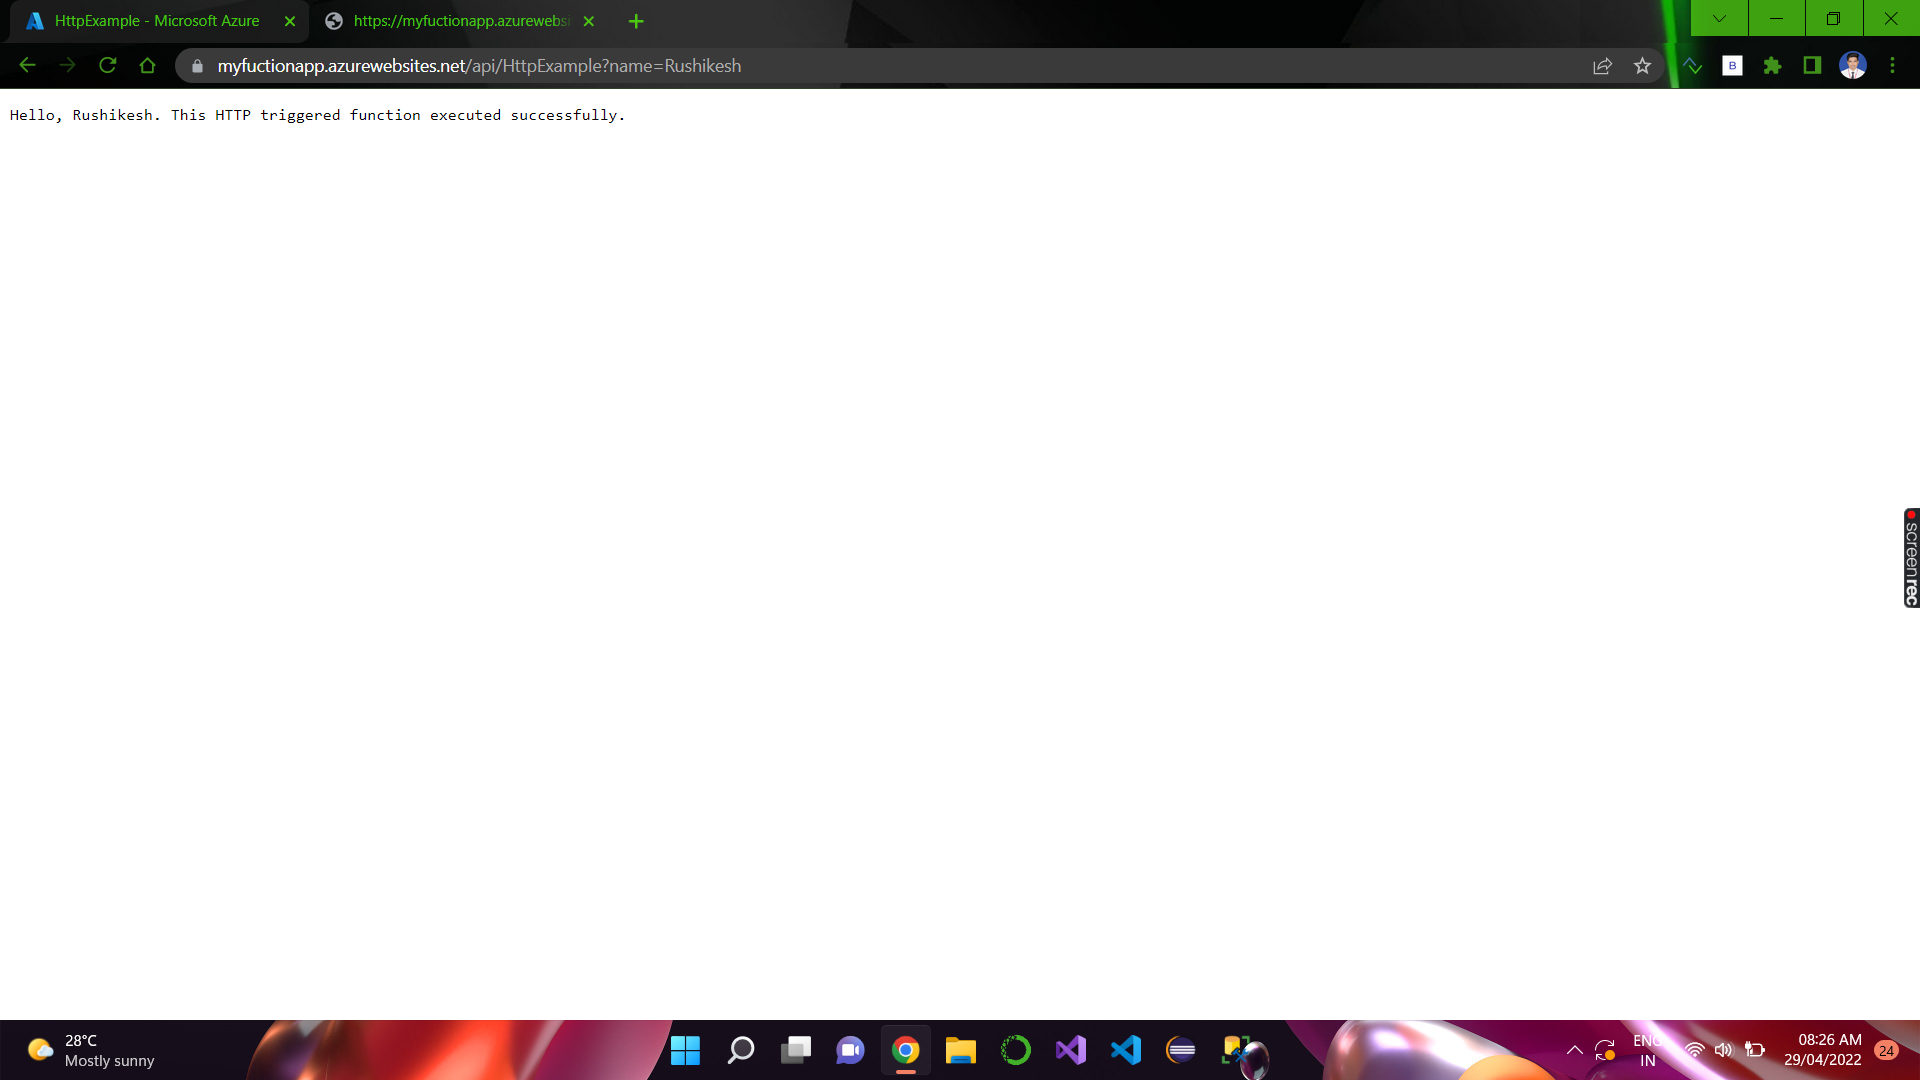 HttpExample - Microsoft Azure
https://myfuctionapp.azurewebsi
myfuctionapp.azurewebsites.net/api/HttpExample?name=Rushikesh
B
Hello, Rushikesh. This HTTP triggered function executed successfully.
screenrec
28°C
Mostly sunny
ENG
IN
08:26 AM
29/04/2022
24